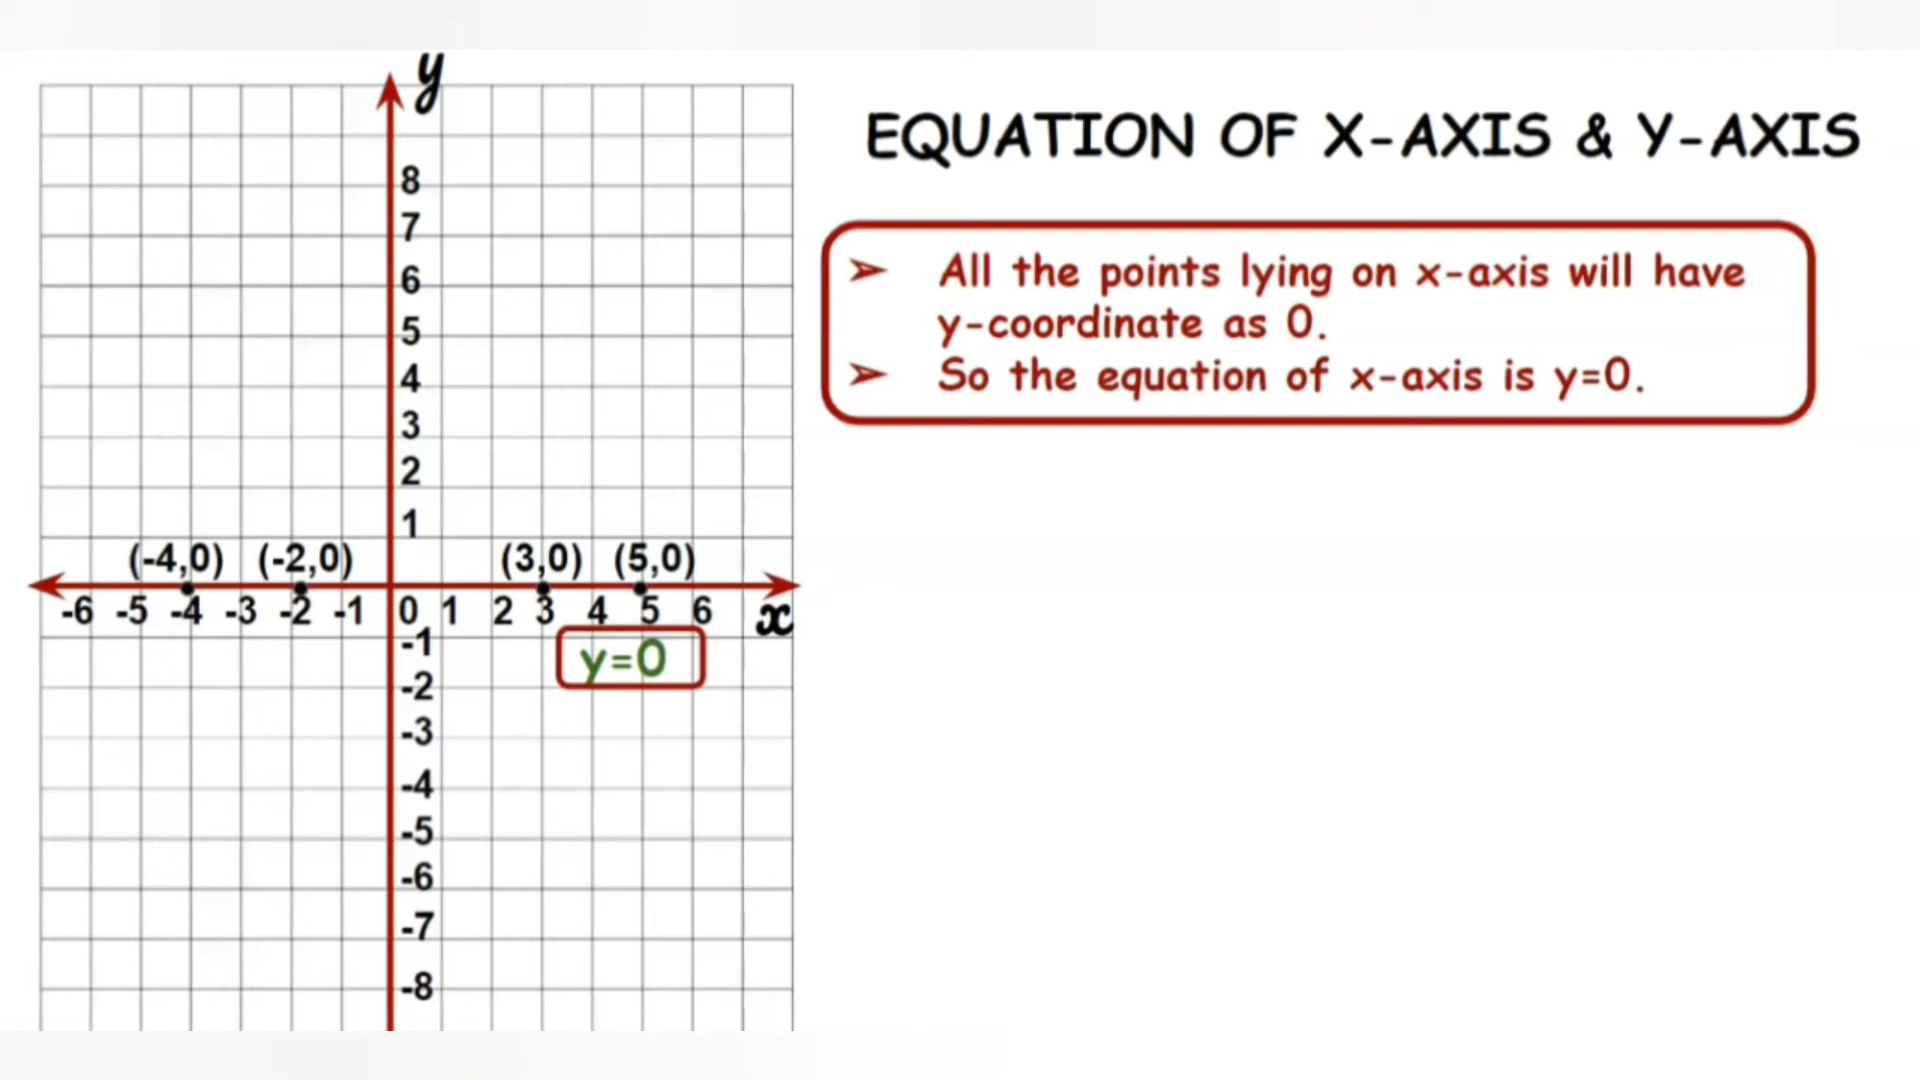 y
EQUATION OF X-AXIS & Y-AXIS
➢ All the points lying on x-axis will have
y-coordinate as 0.
➢ So the equation of x-axis is y=0.
8
7
6
5
4
3
2
1
(-4,0) (-2,0) (3,0) (5,0)
-6 -5 -4 -3 -2 -1 0 1 2 3 4 5 6 x
-1
y=0
-2
-3
-4
-5
-6
-7
-8